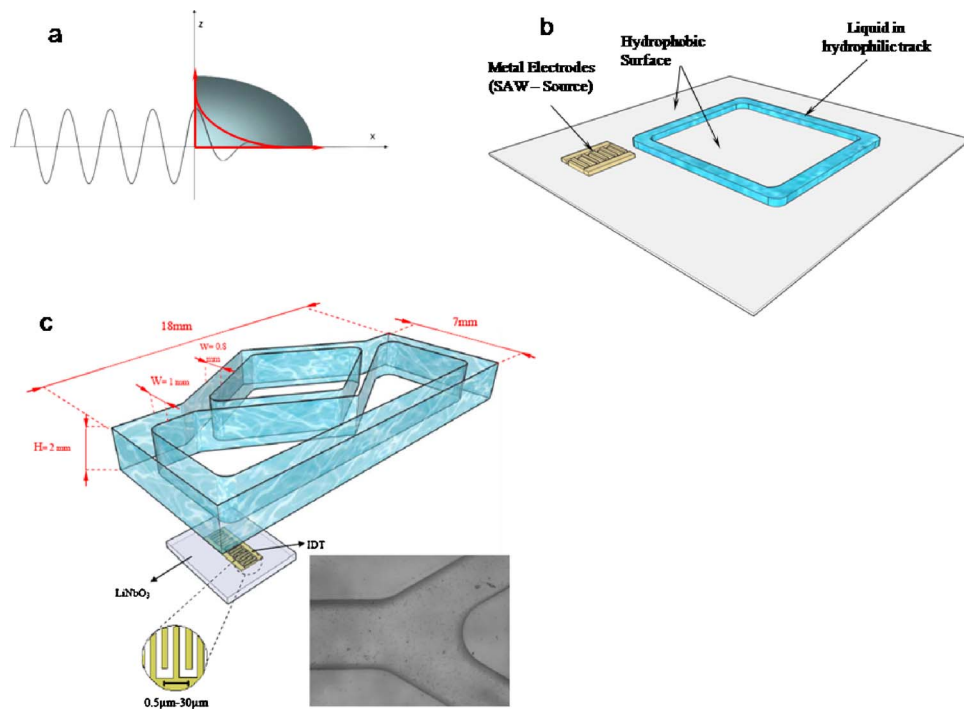 a
z
x
b
Metal Electrodes
(SAW – Source)
Hydrophobic
Surface
Liquid in
hydrophilic track
c
18mm
7mm
W= 0.8
mm
W= 1 mm
H= 2 mm
IDT
LiNbO3
0.5µm-30µm